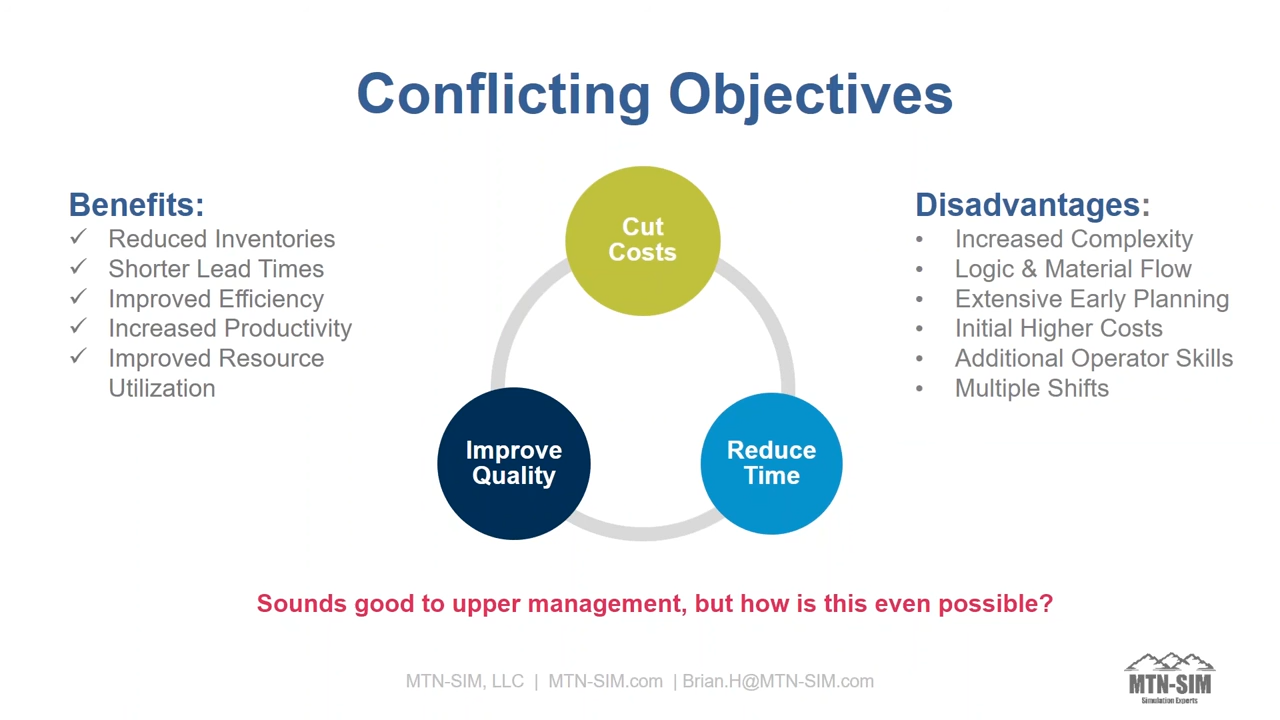 Conflicting Objectives
Benefits:
✓ Reduced Inventories
✓ Shorter Lead Times
✓ Improved Efficiency
✓ Increased Productivity
✓ Improved Resource
Utilization
Cut
Costs
Improve
Quality
Reduce
Time
Disadvantages:
• Increased Complexity
• Logic & Material Flow
• Extensive Early Planning
• Initial Higher Costs
• Additional Operator Skills
• Multiple Shifts
Sounds good to upper management, but how is this even possible?
MTN-SIM, LLC | MTN-SIM.com | Brian.H@MTN-SIM.com
MTN-SIM
Simulation Experts